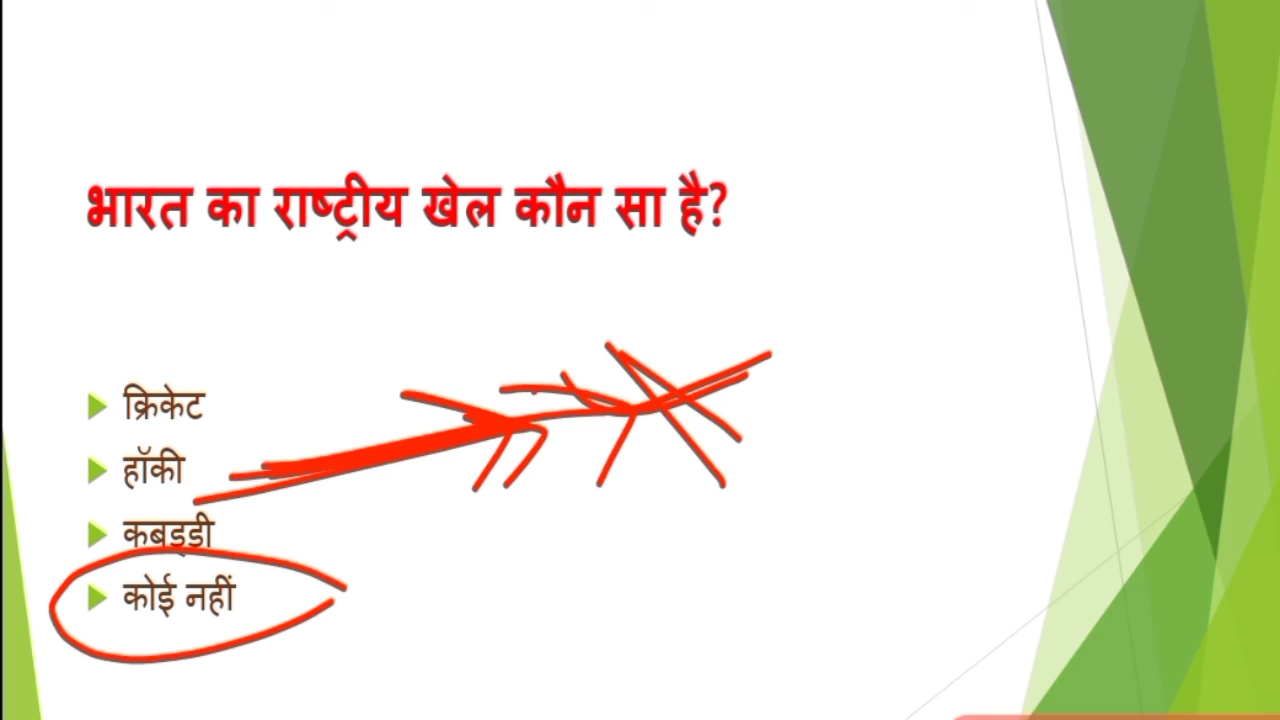 भारत का राष्ट्रीय खेल कौन सा है?
क्रिकेट
हॉकी
कबड्डी
कोई नहीं